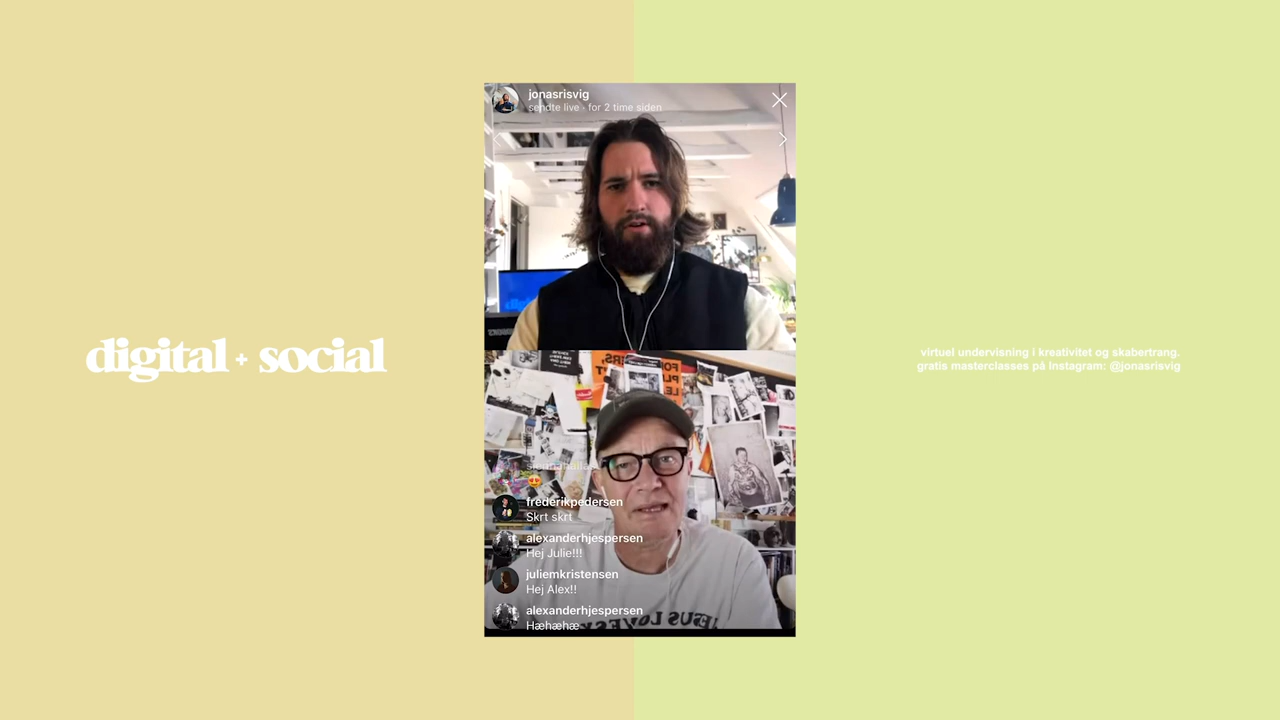 digital + social
jonasrisvig
sendte live · for 2 time siden
frederikpedersen
Skrt skrt
alexanderhjespersen
Hej Julie!!!
juliemkristensen
Hej Alex!!
alexanderhjespersen
Hæhæhæ
virtuel undervisning i kreativitet og skabertrang.
gratis masterclasses på Instagram: @jonasrisvig